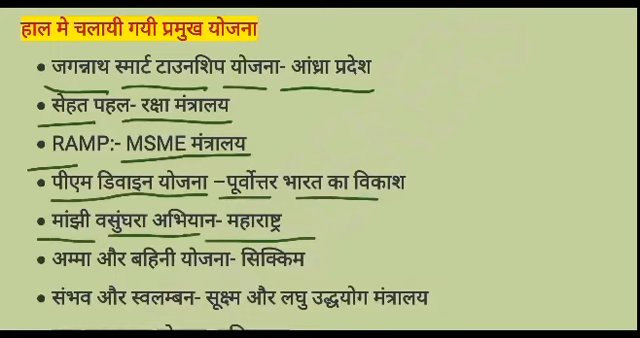 हाल मे चलायी गयी प्रमुख योजना
• जगन्नाथ स्मार्ट टाउनशिप योजना- आंध्रा प्रदेश
• सेहत पहल- रक्षा मंत्रालय
• RAMP:- MSME मंत्रालय
• पीएम डिवाइन योजना –पूर्वोत्तर भारत का विकाश
• मांझी वसुंघरा अभियान- महाराष्ट्र
• अम्मा और बहिनी योजना- सिक्किम
• संभव और स्वलम्बन- सूक्ष्म और लघु उद्धयोग मंत्रालय